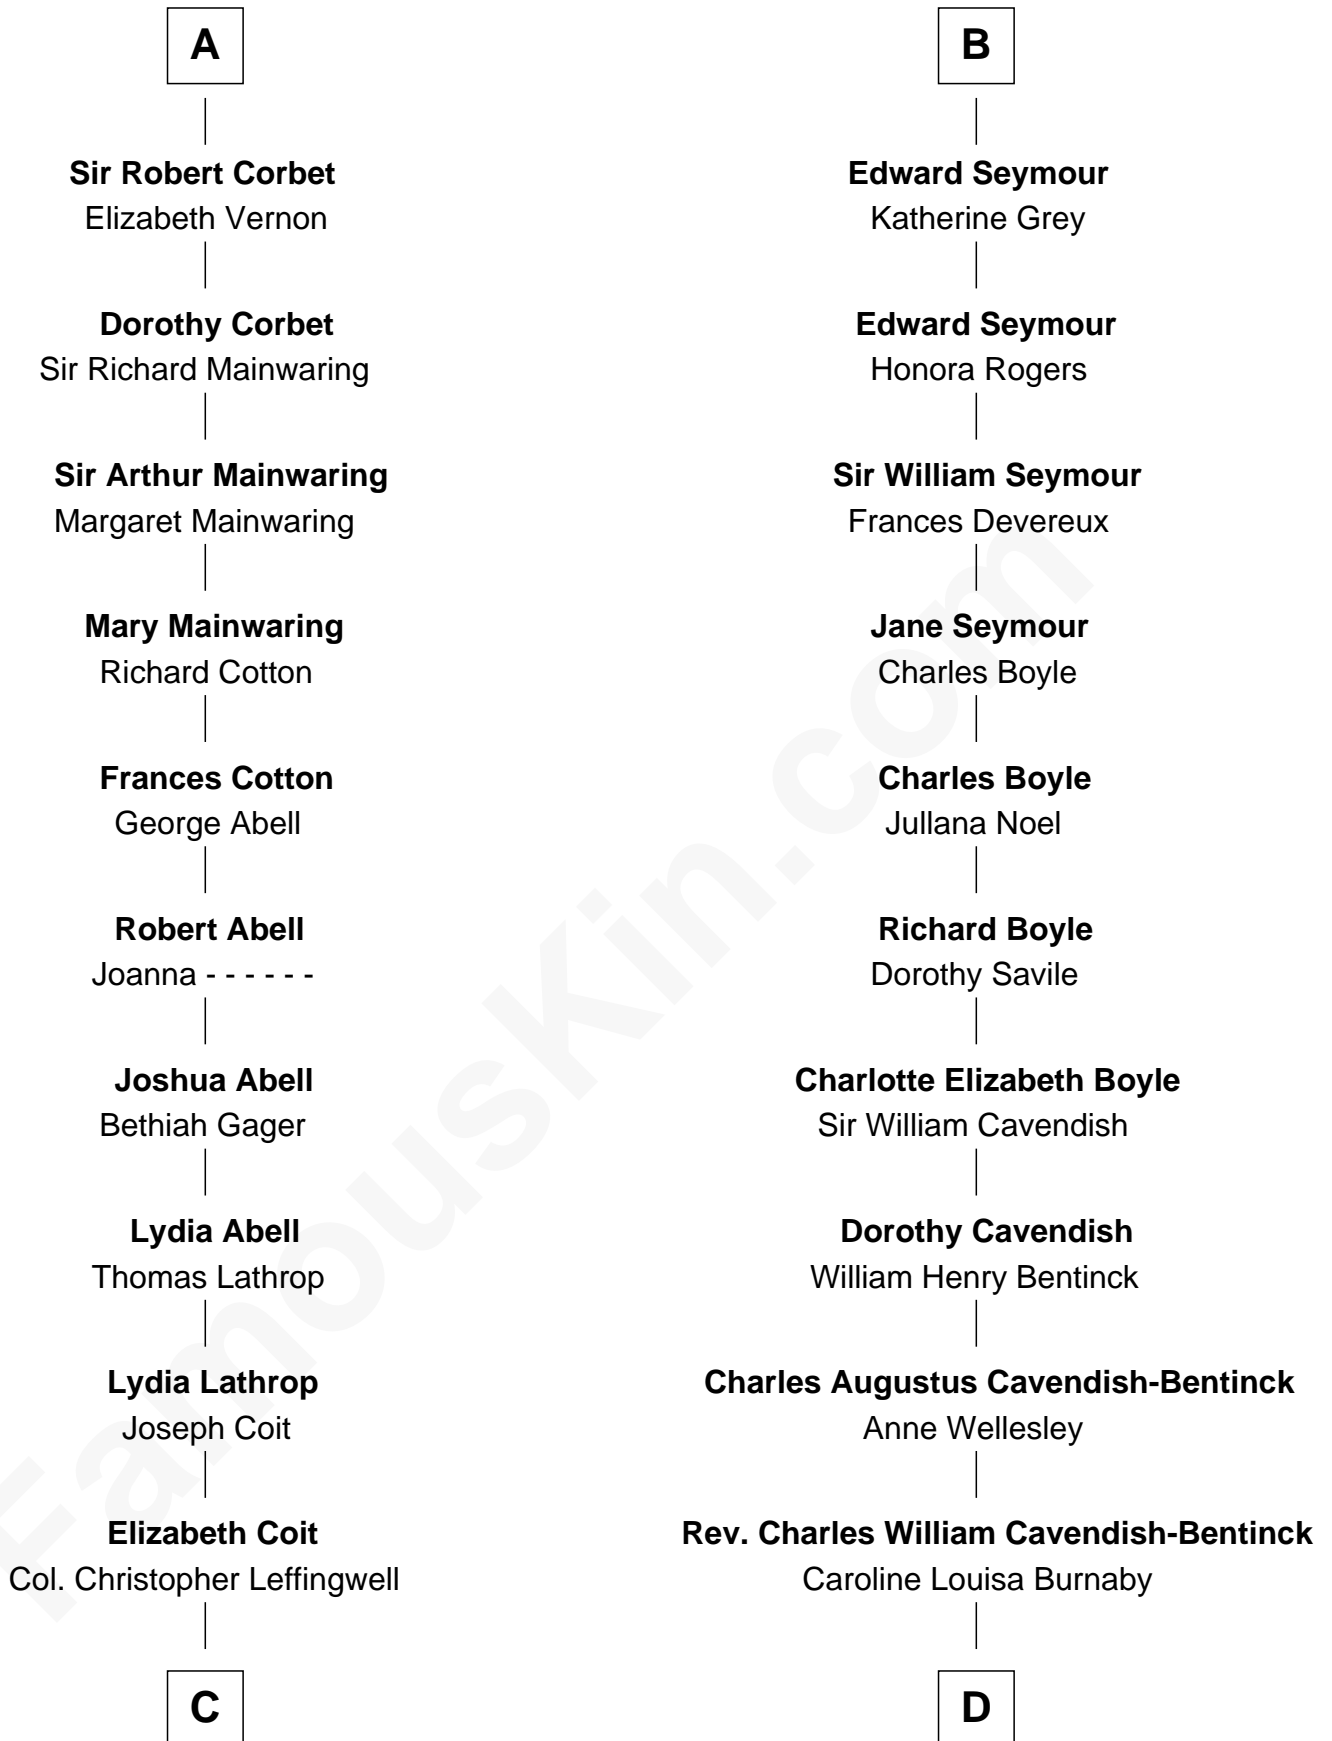 A
Sir Robert Corbet
Elizabeth Vernon
Dorothy Corbet
Sir Richard Mainwaring
Sir Arthur Mainwaring
Margaret Mainwaring
Mary Mainwaring
Richard Cotton
Frances Cotton
George Abell
Robert Abell
Joanna - - - - - -
Joshua Abell
Bethiah Gager
Lydia Abell
Thomas Lathrop
Lydia Lathrop
Joseph Coit
Elizabeth Coit
Col. Christopher Leffingwell
C
B
Edward Seymour
Katherine Grey
Edward Seymour
Honora Rogers
Sir William Seymour
Frances Devereux
Jane Seymour
Charles Boyle
Charles Boyle
Jullana Noel
Richard Boyle
Dorothy Savile
Charlotte Elizabeth Boyle
Sir William Cavendish
Dorothy Cavendish
William Henry Bentinck
Charles Augustus Cavendish-Bentinck
Anne Wellesley
Rev. Charles William Cavendish-Bentinck
Caroline Louisa Burnaby
D
FamousKin.com